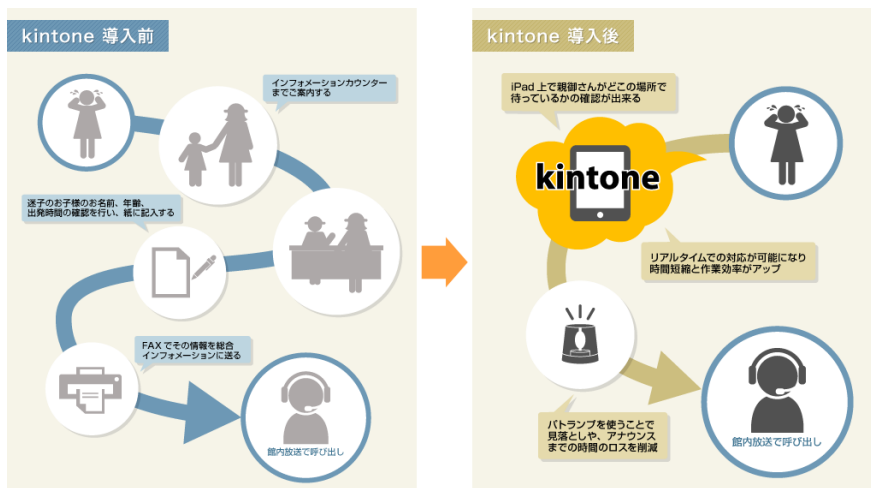 kintone 導入前
インフォメーションカウンター
までご案内する
迷子のお子様のお名前、年齢、
出発時間の確認を行い、紙に記入する
FAXでその情報を総合
インフォメーションに送る
館内放送で呼び出し
kintone 導入後
iPad上で親御さんがどこの場所で
待っているかの確認が出来る
kintone
リアルタイムでの対応が可能になり
時間短縮と作業効率がアップ
パトランプを使うことで
見落としや、アナウンス
までの時間のロスを削減
館内放送で呼び出し